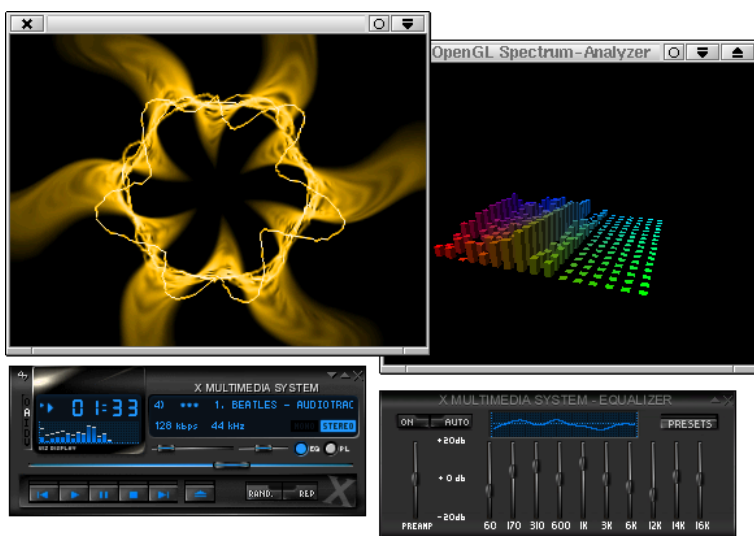 OpenGL Spectrum-Analyzer
X MULTIMEDIA SYSTEM
O
A
I
D
V
01:33
4) *** 1. BEATLES - AUDIOTRAC
128 kbps 44 kHz
STEREO
EQ PL
RAND. REP
X
X MULTIMEDIA SYSTEM - EQUALIZER
ON AUTO
PRESETS
+20db
+0 db
-20db
PREAMP 60 170 310 600 1K 3K 6K 12K 14K 16K